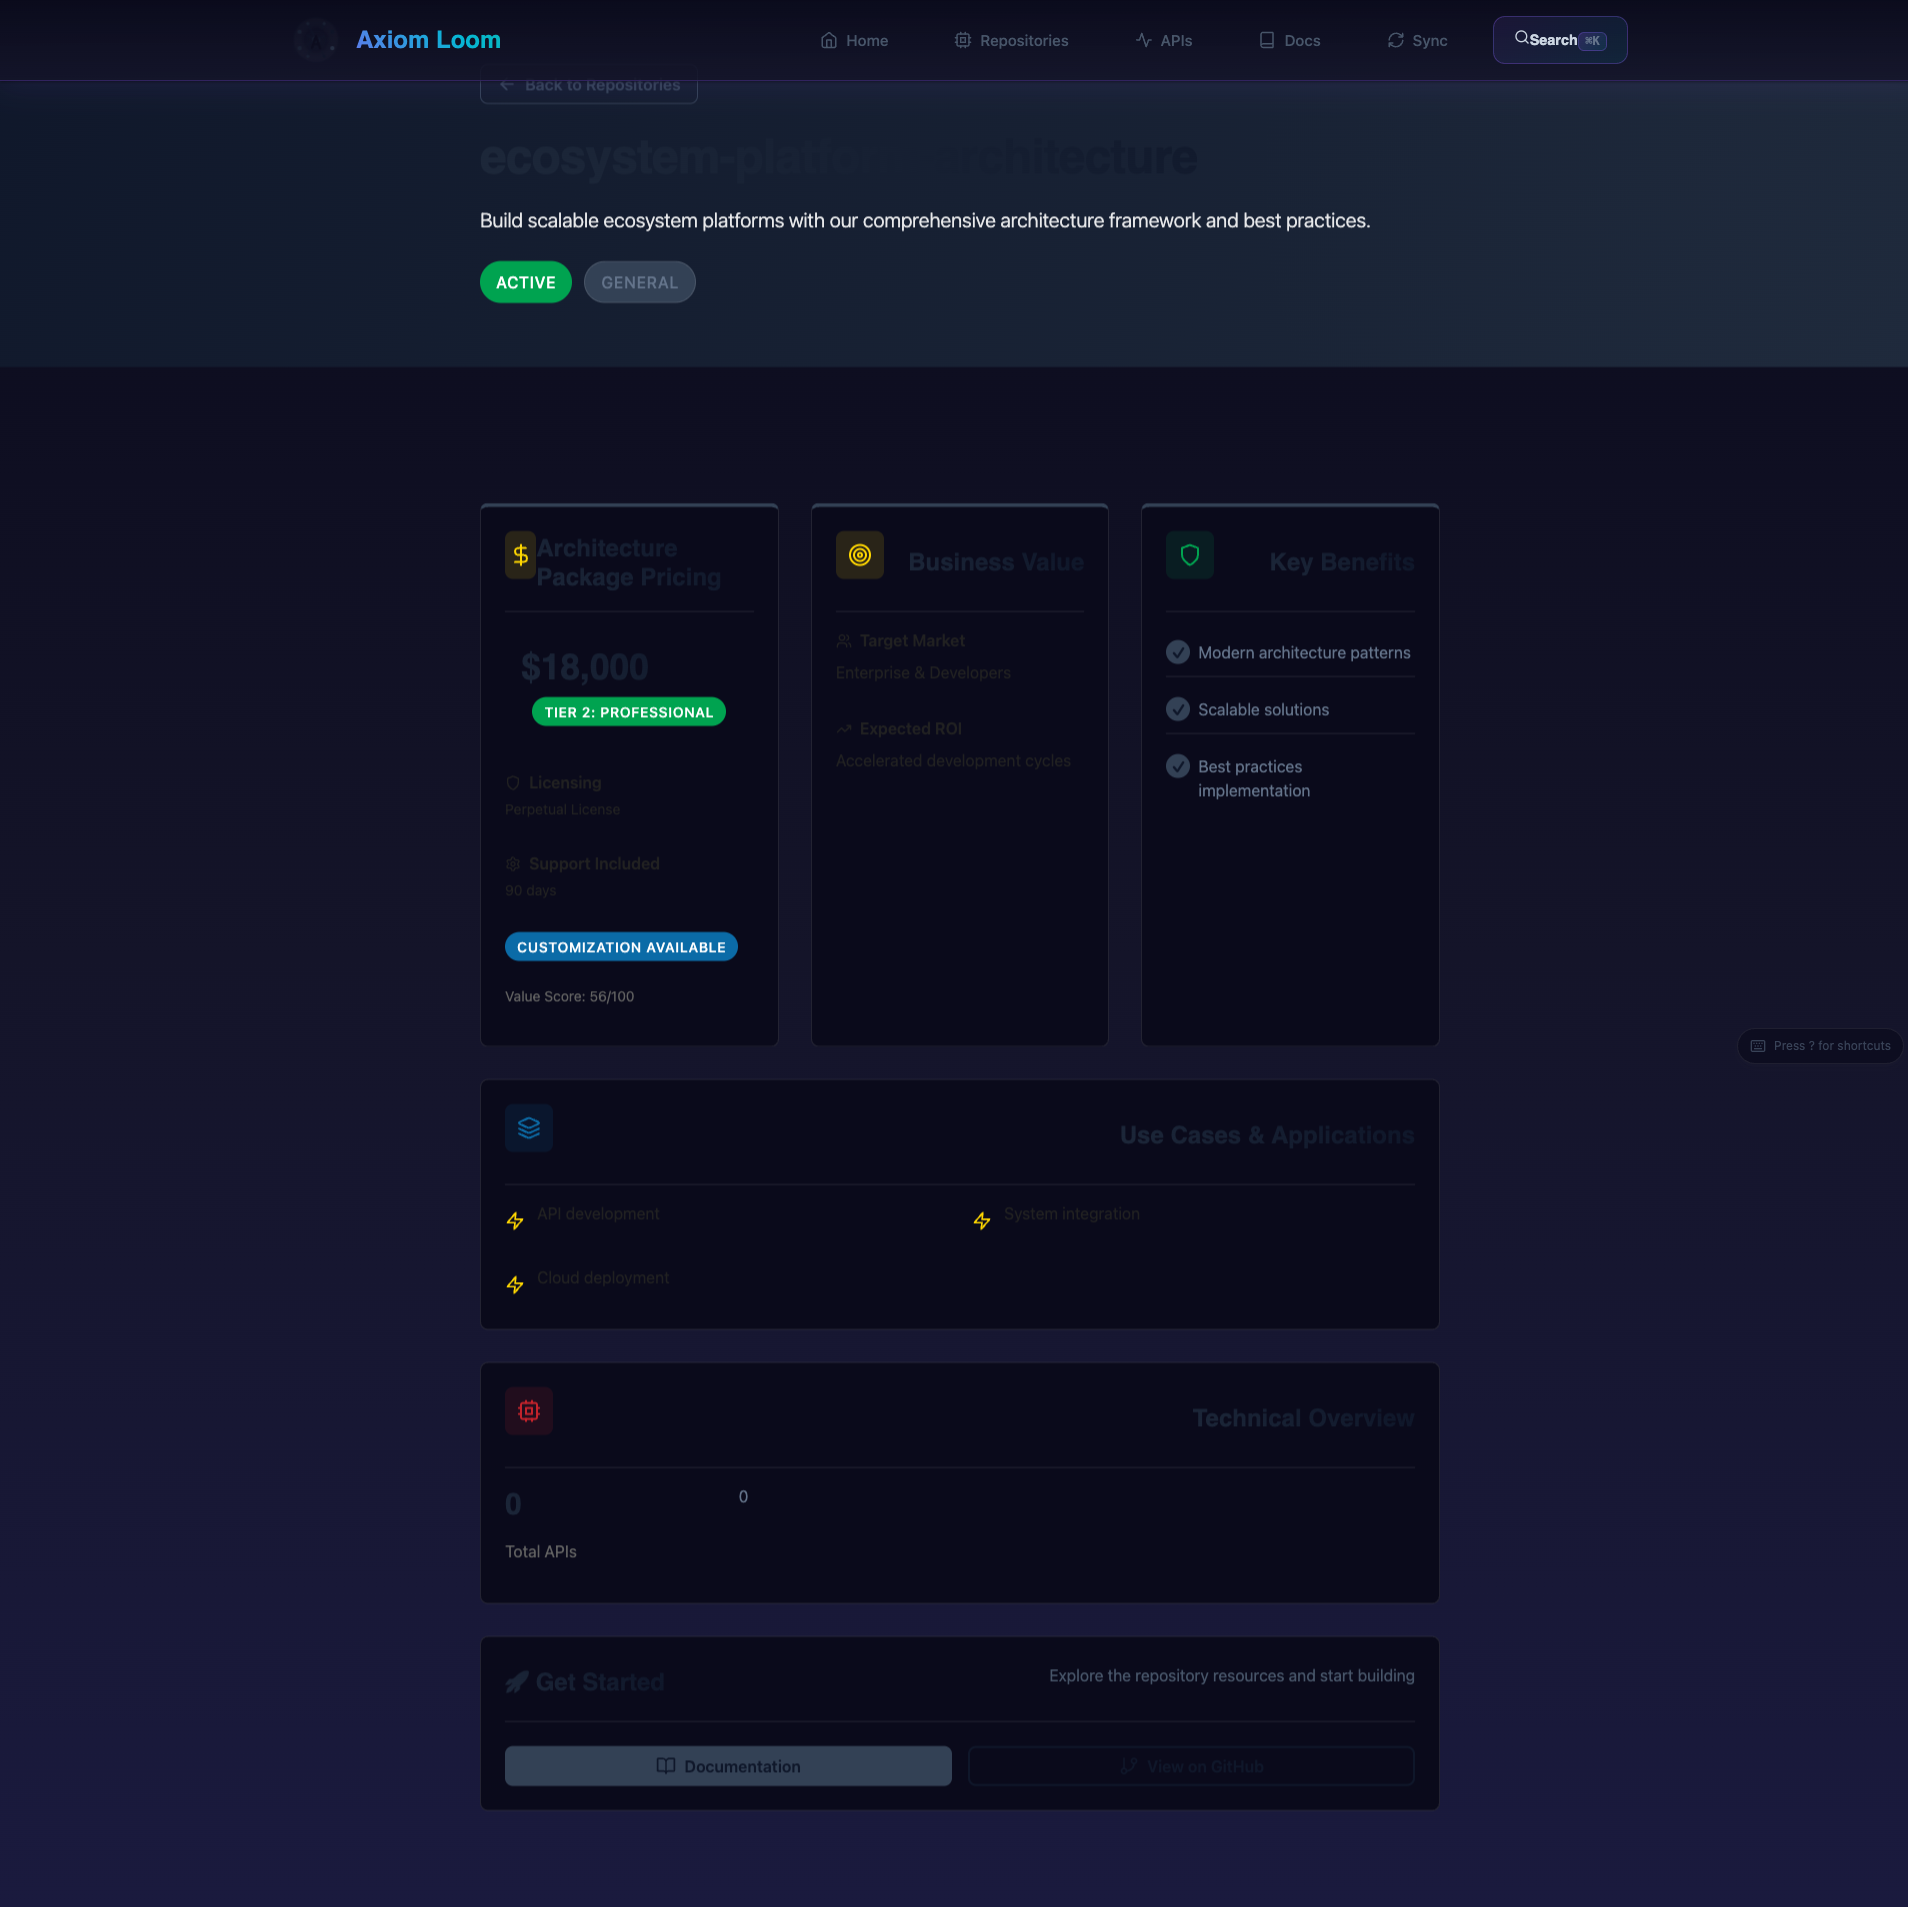 Axiom Loom
Home
Repositories
APIs
Docs
Sync
Search ⌘K
Back to Repositories
ecosystem-platform-architecture
Build scalable ecosystem platforms with our comprehensive architecture framework and best practices.
ACTIVE
GENERAL
Architecture
Package Pricing
$18,000
TIER 2: PROFESSIONAL
Licensing
Perpetual License
Support Included
90 days
CUSTOMIZATION AVAILABLE
Value Score: 56/100
Business Value
Target Market
Enterprise & Developers
Expected ROI
Accelerated development cycles
Key Benefits
Modern architecture patterns
Scalable solutions
Best practices
implementation
Press ? for shortcuts
Use Cases & Applications
API development
System integration
Cloud deployment
Technical Overview
0
0
Total APIs
Get Started
Explore the repository resources and start building
Documentation
View on GitHub